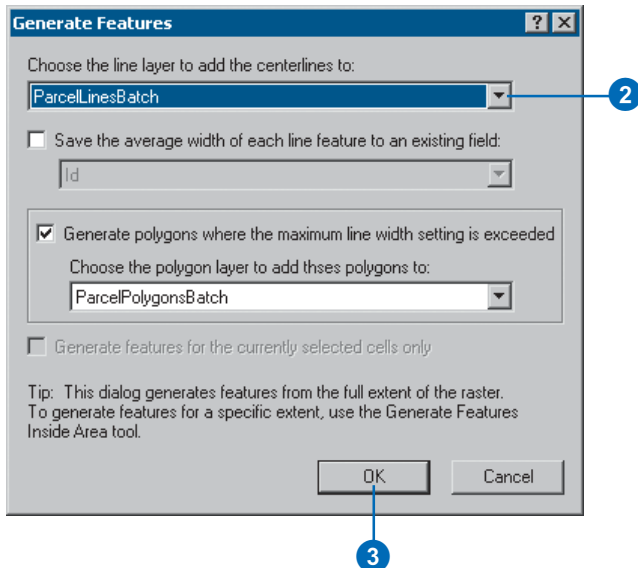 Generate Features
Choose the line layer to add the centerlines to:
ParcelLinesBatch
2
Save the average width of each line feature to an existing field:
Id
Generate polygons where the maximum line width setting is exceeded
Choose the polygon layer to add thses polygons to:
ParcelPolygonsBatch
Generate features for the currently selected cells only
Tip: This dialog generates features from the full extent of the raster.
To generate features for a specific extent, use the Generate Features
Inside Area tool.
OK
Cancel
3